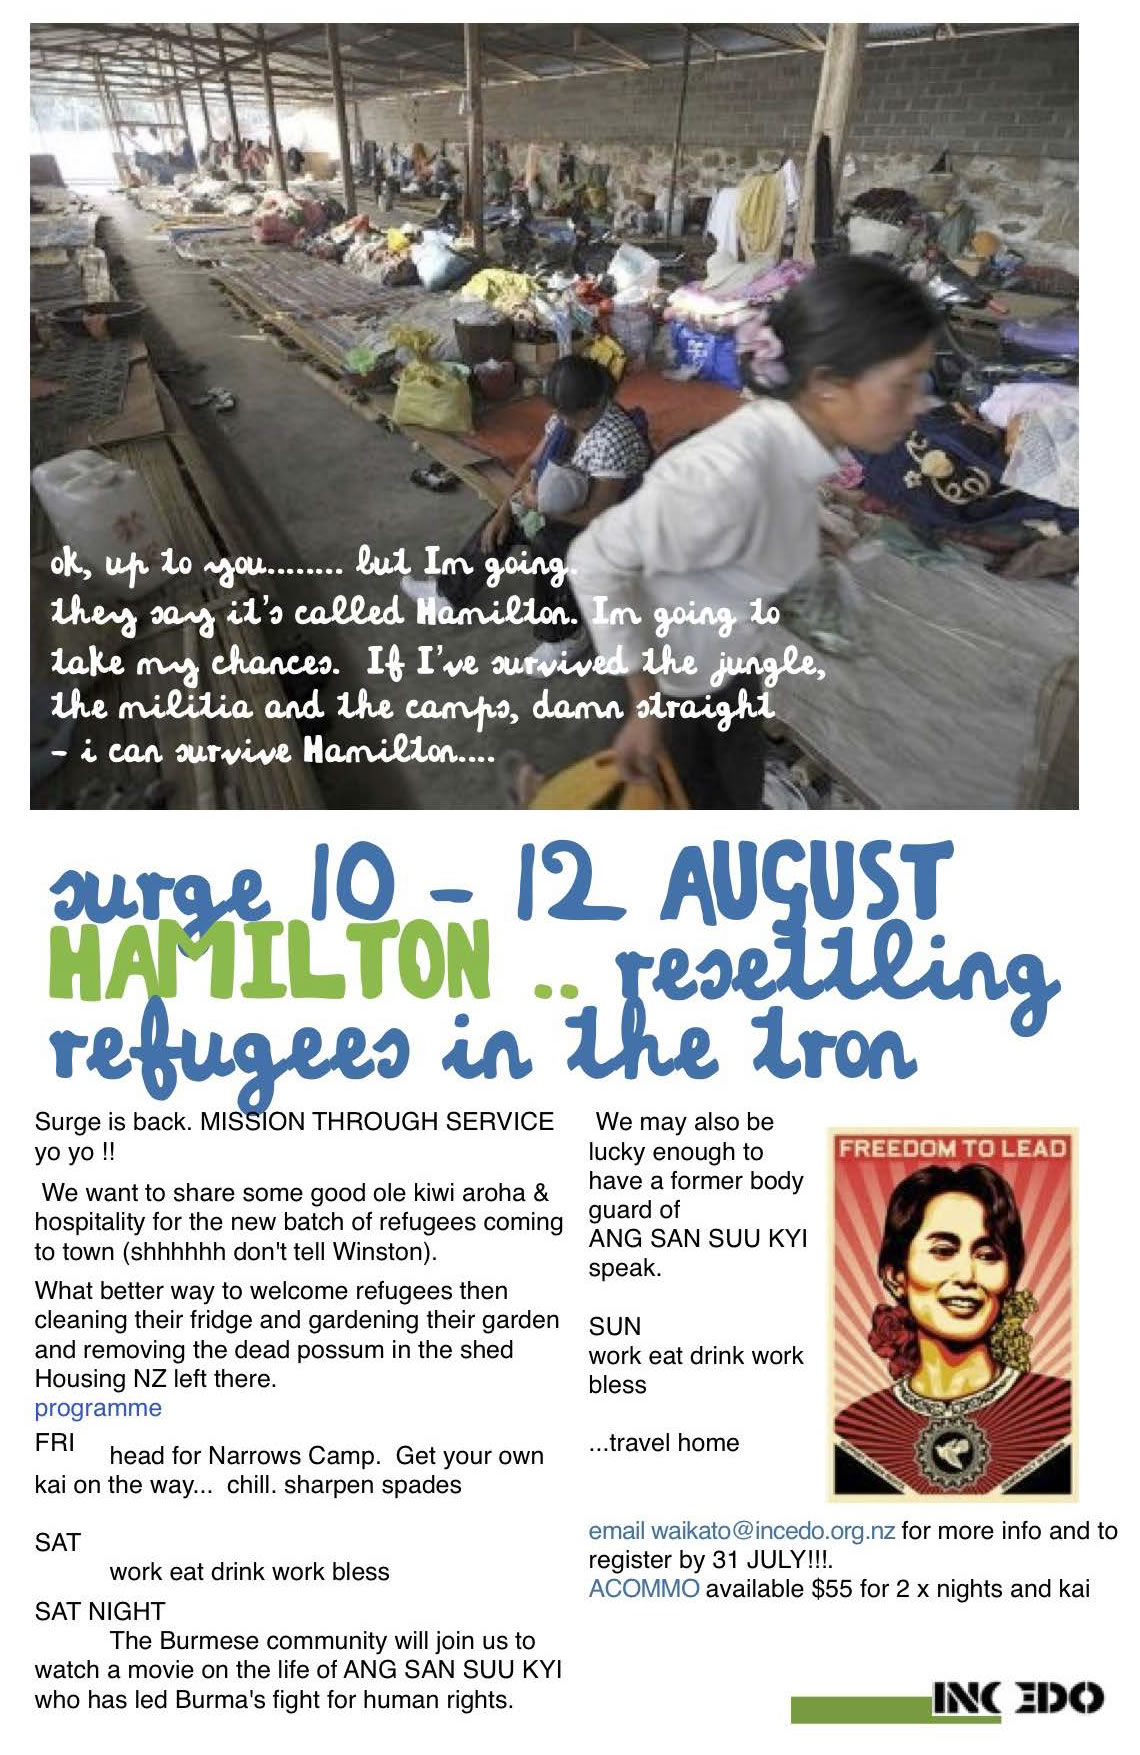 ok, up to you........ but Im going.
they say it's called Hamilton. Im going to
take my chances.  If I've survived the jungle,
the militia and the camps, damn straight
- i can survive Hamilton....
surge 10 - 12 AUGUST
HAMILTON .. resettling
refugees in the tron
Surge is back. MISSION THROUGH SERVICE
yo yo !!
We want to share some good ole kiwi aroha &
hospitality for the new batch of refugees coming
to town (shhhhhh don't tell Winston).
What better way to welcome refugees then
cleaning their fridge and gardening their garden
and removing the dead possum in the shed
Housing NZ left there.
programme
FRI
head for Narrows Camp.  Get your own
kai on the way...  chill. sharpen spades
SAT
work eat drink work bless
SAT NIGHT
The Burmese community will join us to
watch a movie on the life of ANG SAN SUU KYI
who has led Burma's fight for human rights.
We may also be
lucky enough to
have a former body
guard of
ANG SAN SUU KYI
speak.
SUN
work eat drink work
bless
...travel home
FREEDOM TO LEAD
email waikato@incedo.org.nz for more info and to
register by 31 JULY!!!.
ACOMMO available $55 for 2 x nights and kai
INCEDO